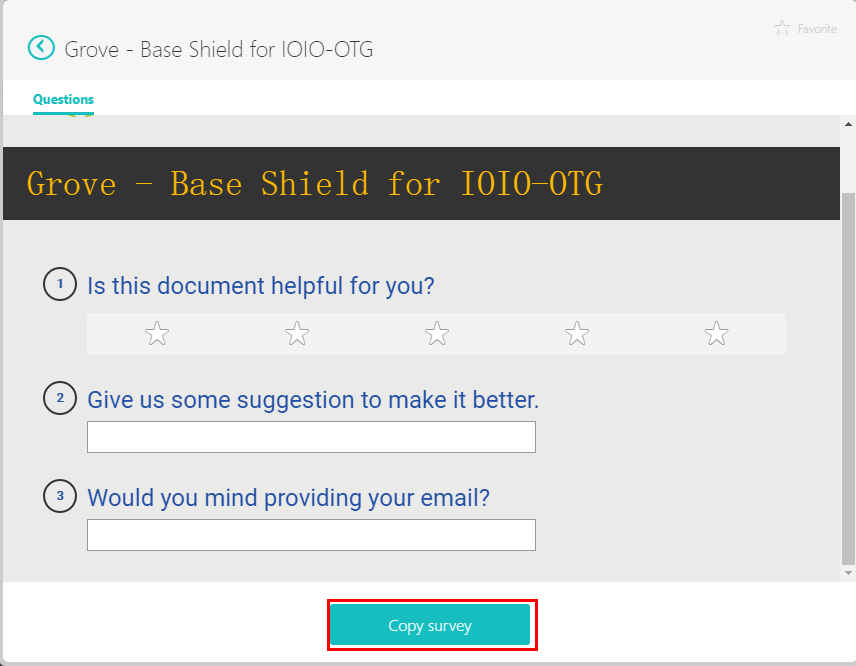 Favorite
Grove - Base Shield for IOIO-OTG
Questions
Grove - Base Shield for IOIO-OTG
1 Is this document helpful for you?
2 Give us some suggestion to make it better.
3 Would you mind providing your email?
Copy survey